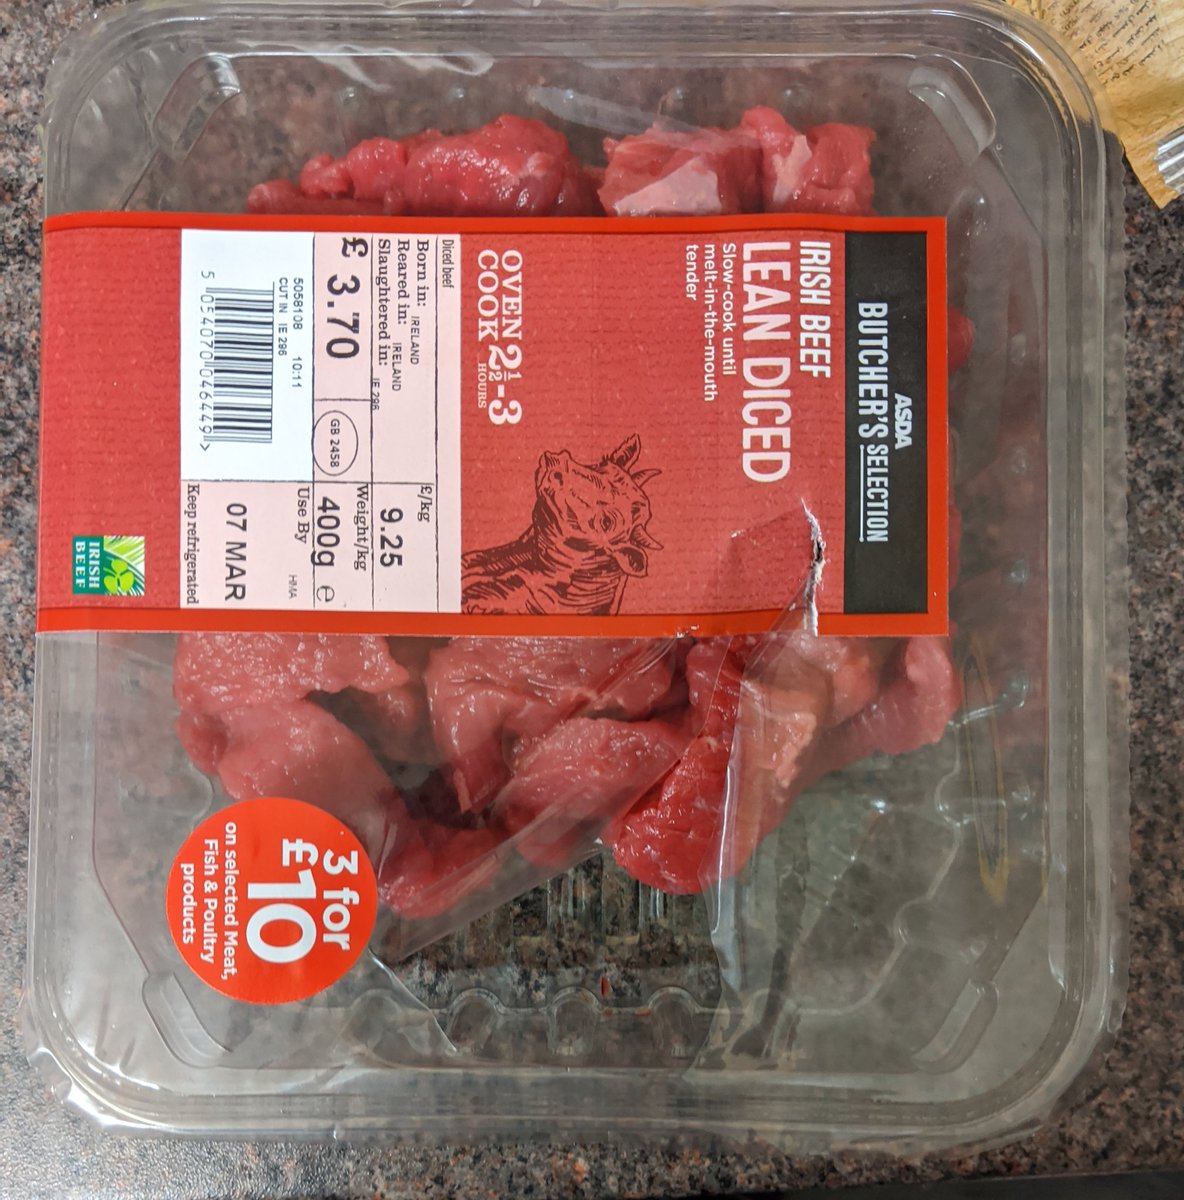 ASDA
BUTCHER'S SELECTION
IRISH BEEF
LEAN DICED
Slow-cook until
melt-in-the-mouth
tender
OVEN 2½-3
COOK HOURS
Diced beef
Born in: IRELAND
Reared in: IRELAND
Slaughtered in: IE 296
£/kg
9.25
Weight/kg
£ 3.70
GB 2458
400g e
Use By
HMA
07 MAR
Keep refrigerated
5058108 10:11
CUT IN IE 296
5 054070 046449 >
IRISH
BEEF
3 for
£10
on selected Meat,
Fish & Poultry
products